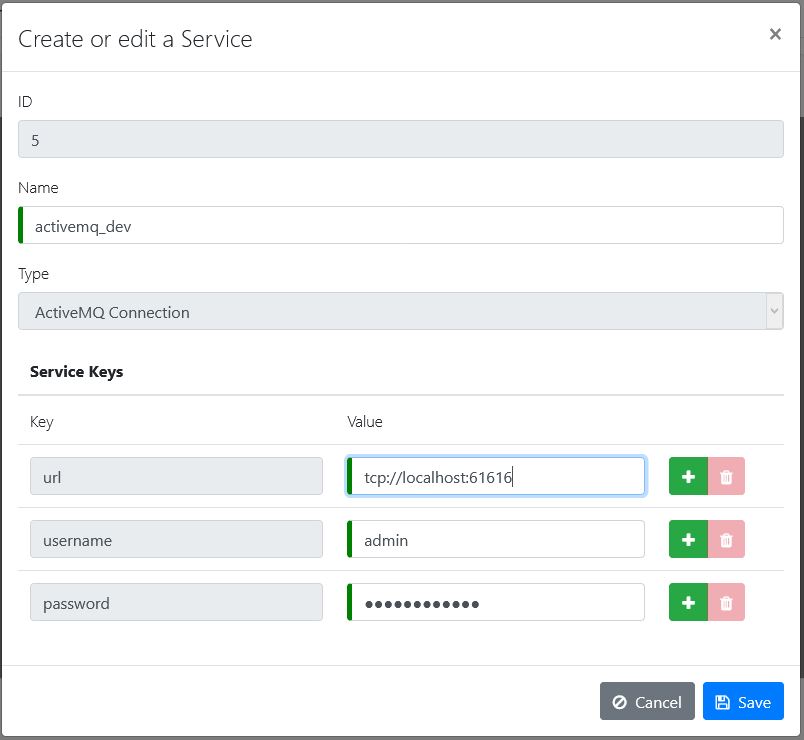 Create or edit a Service
×
ID
5
Name
activemq_dev
Type
ActiveMQ Connection
Service Keys
Key Value
url tcp://localhost:61616
username admin
password ●●●●●●●●●●●●
Cancel Save